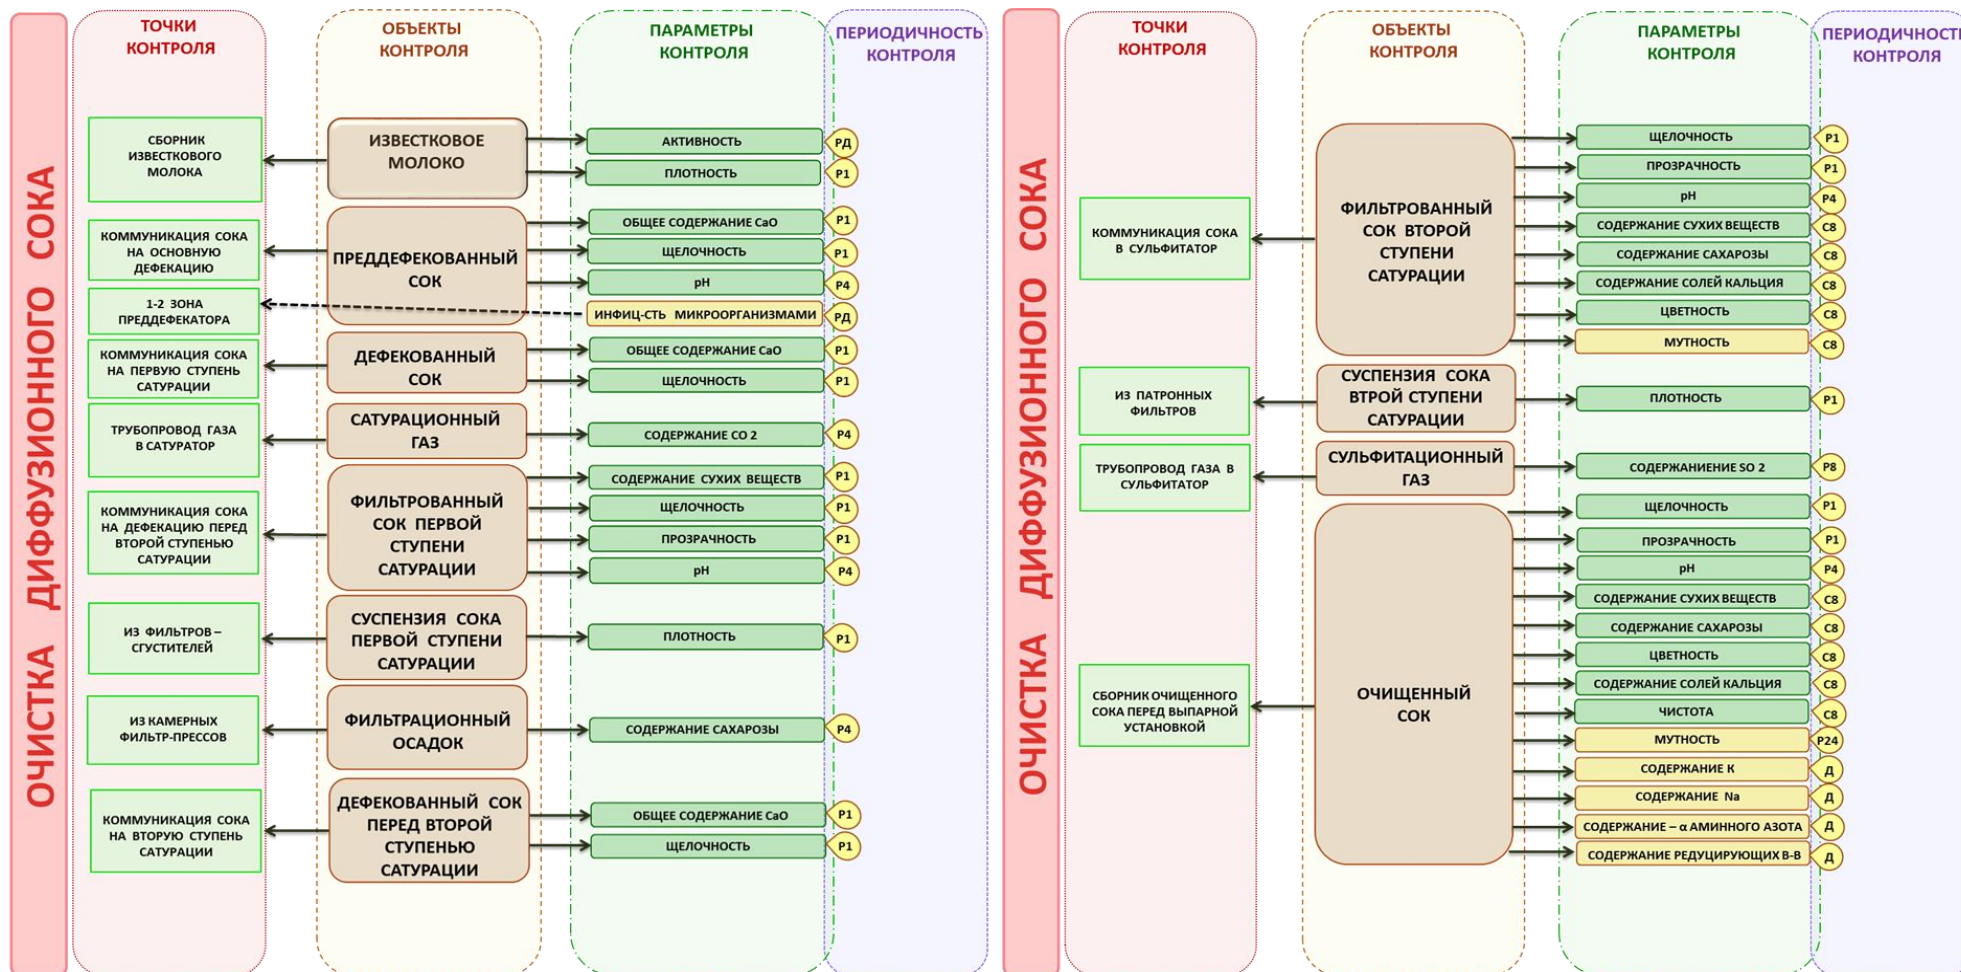 ОЧИСТКА ДИФФУЗИОННОГО СОКА
ТОЧКИ
КОНТРОЛЯ
ОБЪЕКТЫ
КОНТРОЛЯ
ПАРАМЕТРЫ
КОНТРОЛЯ
ПЕРИОДИЧНОСТЬ
КОНТРОЛЯ
СБОРНИК
ИЗВЕСТКОВОГО
МОЛОКА
ИЗВЕСТКОВОЕ
МОЛОКО
АКТИВНОСТЬ
РД
ПЛОТНОСТЬ
Р1
КОММУНИКАЦИЯ СОКА
НА ОСНОВНУЮ
ДЕФЕКАЦИЮ
1-2 ЗОНА
ПРЕДДЕФЕКАТОРА
ПРЕДДЕФЕКОВАННЫЙ
СОК
ОБЩЕЕ СОДЕРЖАНИЕ СаО
Р1
ЩЕЛОЧНОСТЬ
Р1
рН
Р4
ИНФИЦ-СТЬ МИКРООРГАНИЗМАМИ
РД
КОММУНИКАЦИЯ СОКА
НА ПЕРВУЮ СТУПЕНЬ
САТУРАЦИИ
ДЕФЕКОВАННЫЙ
СОК
ОБЩЕЕ СОДЕРЖАНИЕ СаО
Р1
ЩЕЛОЧНОСТЬ
Р1
ТРУБОПРОВОД ГАЗА
В САТУРАТОР
САТУРАЦИОННЫЙ
ГАЗ
СОДЕРЖАНИЕ СО 2
Р4
КОММУНИКАЦИЯ СОКА
НА ДЕФЕКАЦИЮ ПЕРЕД
ВТОРОЙ СТУПЕНЬЮ
САТУРАЦИИ
ФИЛЬТРОВАННЫЙ
СОК ПЕРВОЙ
СТУПЕНИ
САТУРАЦИИ
СОДЕРЖАНИЕ СУХИХ ВЕЩЕСТВ
Р1
ЩЕЛОЧНОСТЬ
Р1
ПРОЗРАЧНОСТЬ
Р1
рН
Р4
ИЗ ФИЛЬТРОВ –
СГУСТИТЕЛЕЙ
СУСПЕНЗИЯ СОКА
ПЕРВОЙ СТУПЕНИ
САТУРАЦИИ
ПЛОТНОСТЬ
Р1
ИЗ КАМЕРНЫХ
ФИЛЬТР-ПРЕССОВ
ФИЛЬТРАЦИОННЫЙ
ОСАДОК
СОДЕРЖАНИЕ САХАРОЗЫ
Р4
КОММУНИКАЦИЯ СОКА
НА ВТОРУЮ СТУПЕНЬ
САТУРАЦИИ
ДЕФЕКОВАННЫЙ СОК
ПЕРЕД ВТОРОЙ
СТУПЕНЬЮ
САТУРАЦИИ
ОБЩЕЕ СОДЕРЖАНИЕ СаО
Р1
ЩЕЛОЧНОСТЬ
Р1
ОЧИСТКА ДИФФУЗИОННОГО СОКА
ТОЧКИ
КОНТРОЛЯ
ОБЪЕКТЫ
КОНТРОЛЯ
ПАРАМЕТРЫ
КОНТРОЛЯ
ПЕРИОДИЧНОСТЬ
КОНТРОЛЯ
КОММУНИКАЦИЯ СОКА
В СУЛЬФИТАТОР
ФИЛЬТРОВАННЫЙ
СОК ВТОРОЙ
СТУПЕНИ
САТУРАЦИИ
ЩЕЛОЧНОСТЬ
Р1
ПРОЗРАЧНОСТЬ
Р1
рН
Р4
СОДЕРЖАНИЕ СУХИХ ВЕЩЕСТВ
С8
СОДЕРЖАНИЕ САХАРОЗЫ
С8
СОДЕРЖАНИЕ СОЛЕЙ КАЛЬЦИЯ
С8
ЦВЕТНОСТЬ
С8
МУТНОСТЬ
С8
ИЗ ПАТРОННЫХ
ФИЛЬТРОВ
СУСПЕНЗИЯ СОКА
ВТРОЙ СТУПЕНИ
САТУРАЦИИ
ПЛОТНОСТЬ
Р1
ТРУБОПРОВОД ГАЗА В
СУЛЬФИТАТОР
СУЛЬФИТАЦИОННЫЙ
ГАЗ
СОДЕРЖАНИЕНИЕ SO 2
Р8
СБОРНИК ОЧИЩЕННОГО
СОКА ПЕРЕД ВЫПАРНОЙ
УСТАНОВКОЙ
ОЧИЩЕННЫЙ
СОК
ЩЕЛОЧНОСТЬ
Р1
ПРОЗРАЧНОСТЬ
Р1
рН
Р4
СОДЕРЖАНИЕ СУХИХ ВЕЩЕСТВ
С8
СОДЕРЖАНИЕ САХАРОЗЫ
С8
ЦВЕТНОСТЬ
С8
СОДЕРЖАНИЕ СОЛЕЙ КАЛЬЦИЯ
С8
ЧИСТОТА
С8
МУТНОСТЬ
Р24
СОДЕРЖАНИЕ К
Д
СОДЕРЖАНИЕ Na
Д
СОДЕРЖАНИЕ – α АМИННОГО АЗОТА
Д
СОДЕРЖАНИЕ РЕДУЦИРУЮЩИХ В-В
Д